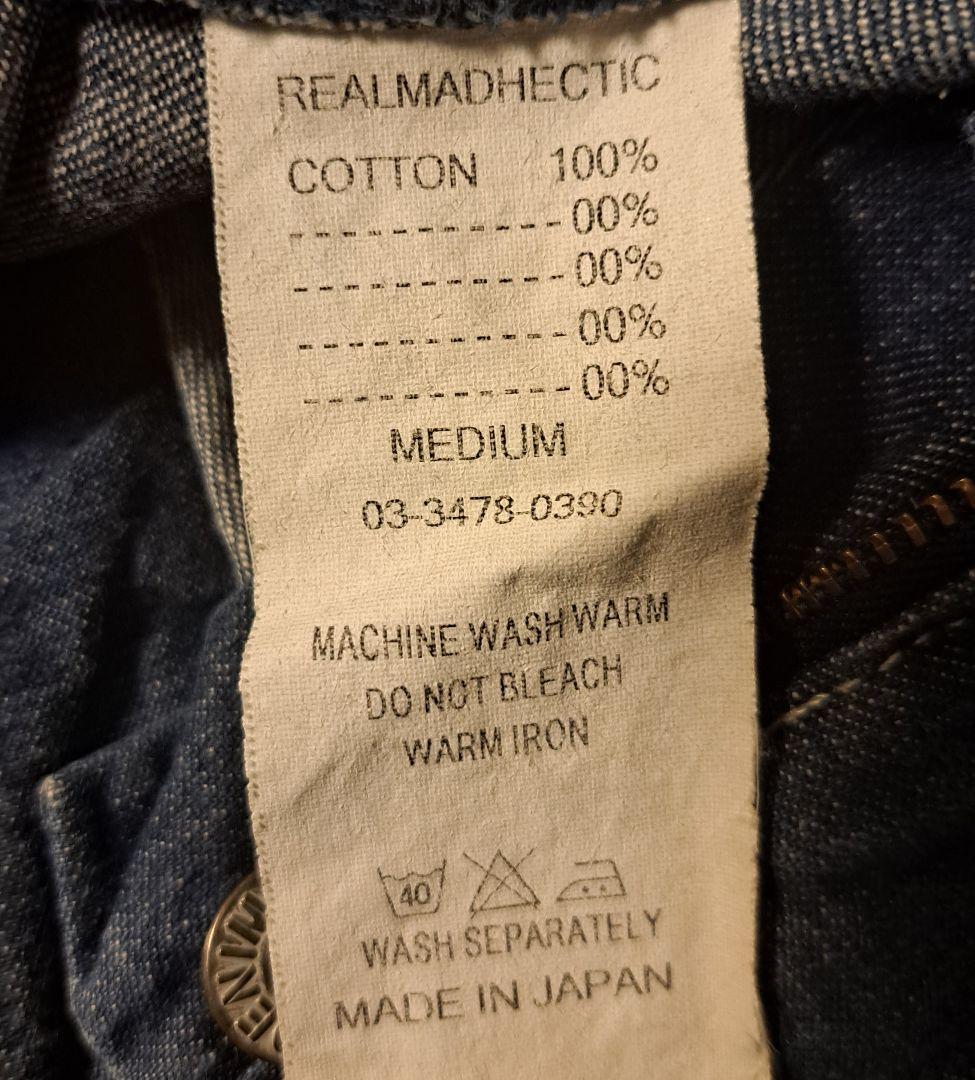 REALMADHECTIC
COTTON 100%
-----------00%
-----------00%
-----------00%
-----------00%
MEDIUM
03-3478-0390
MACHINE WASH WARM
DO NOT BLEACH
WARM IRON
40
WASH SEPARATELY
MADE IN JAPAN